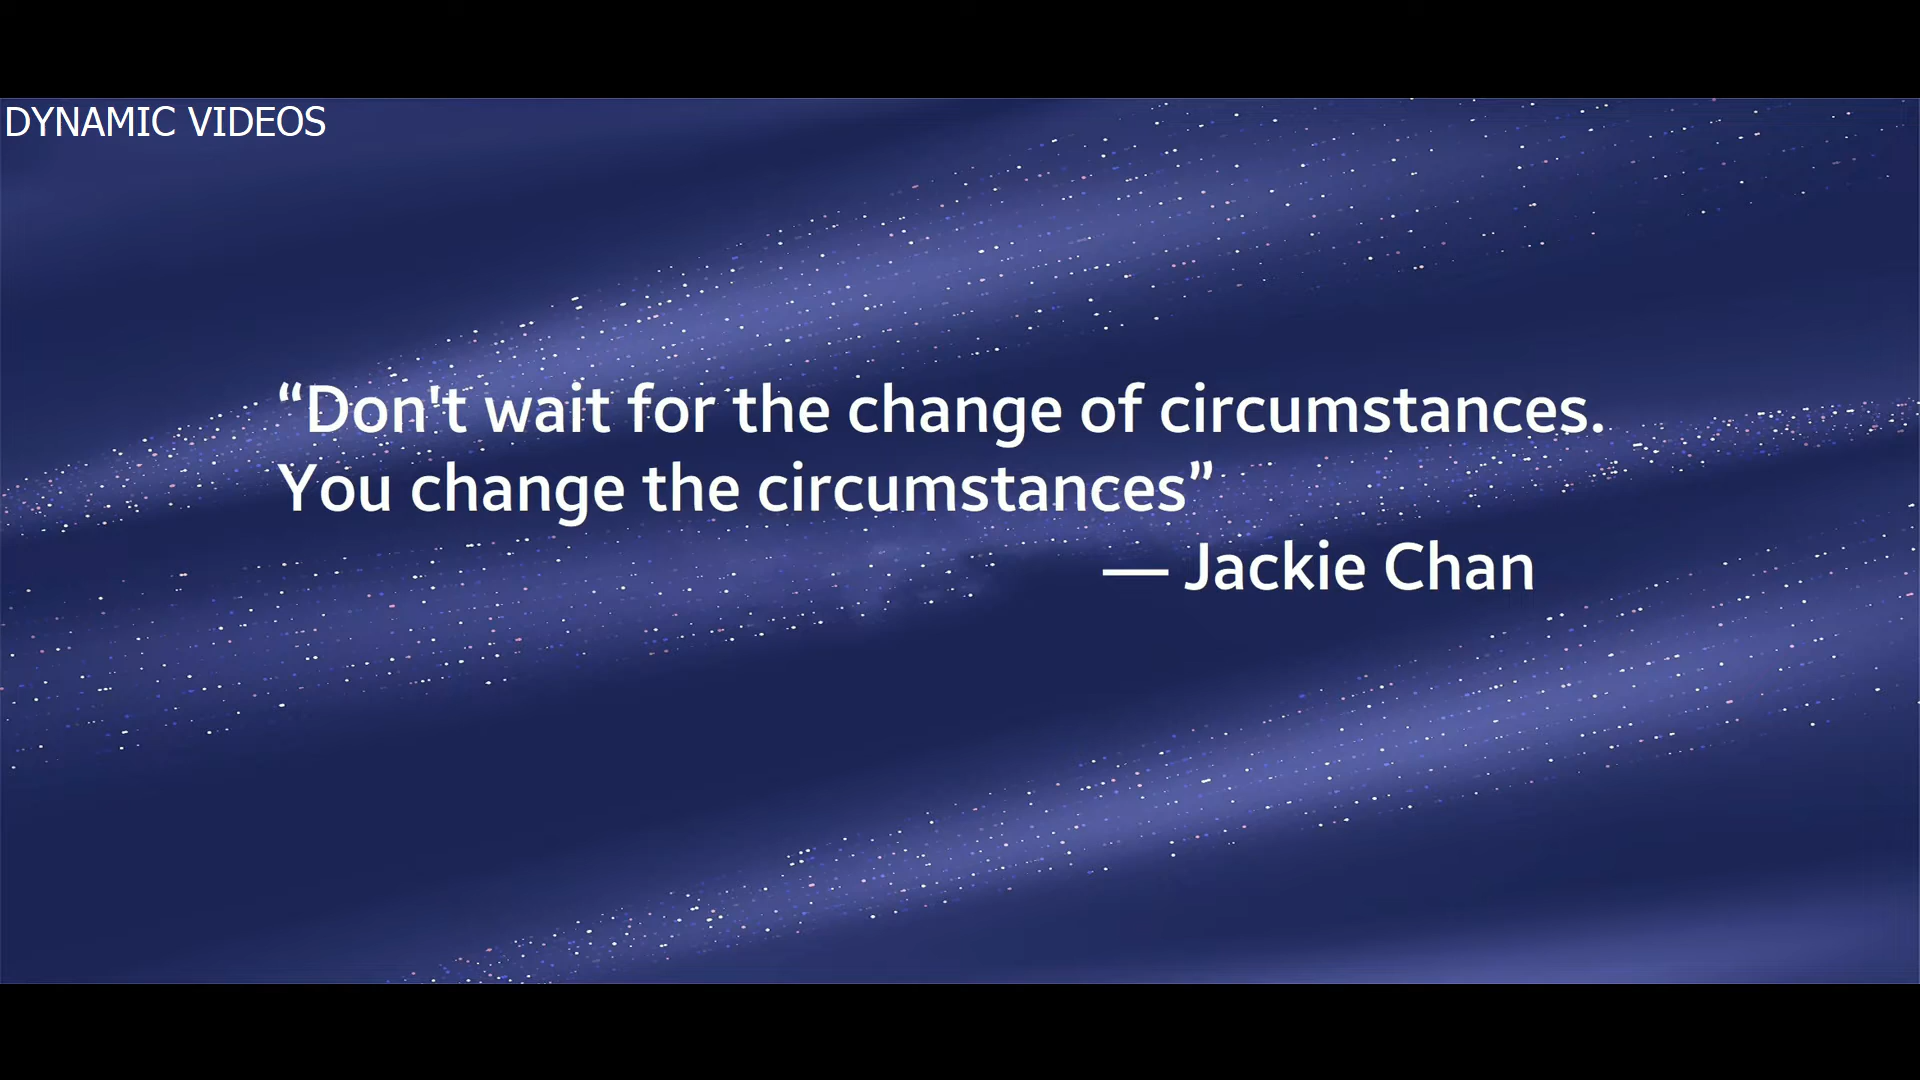 DYNAMIC VIDEOS
“Don't wait for the change of circumstances.
You change the circumstances”
— Jackie Chan